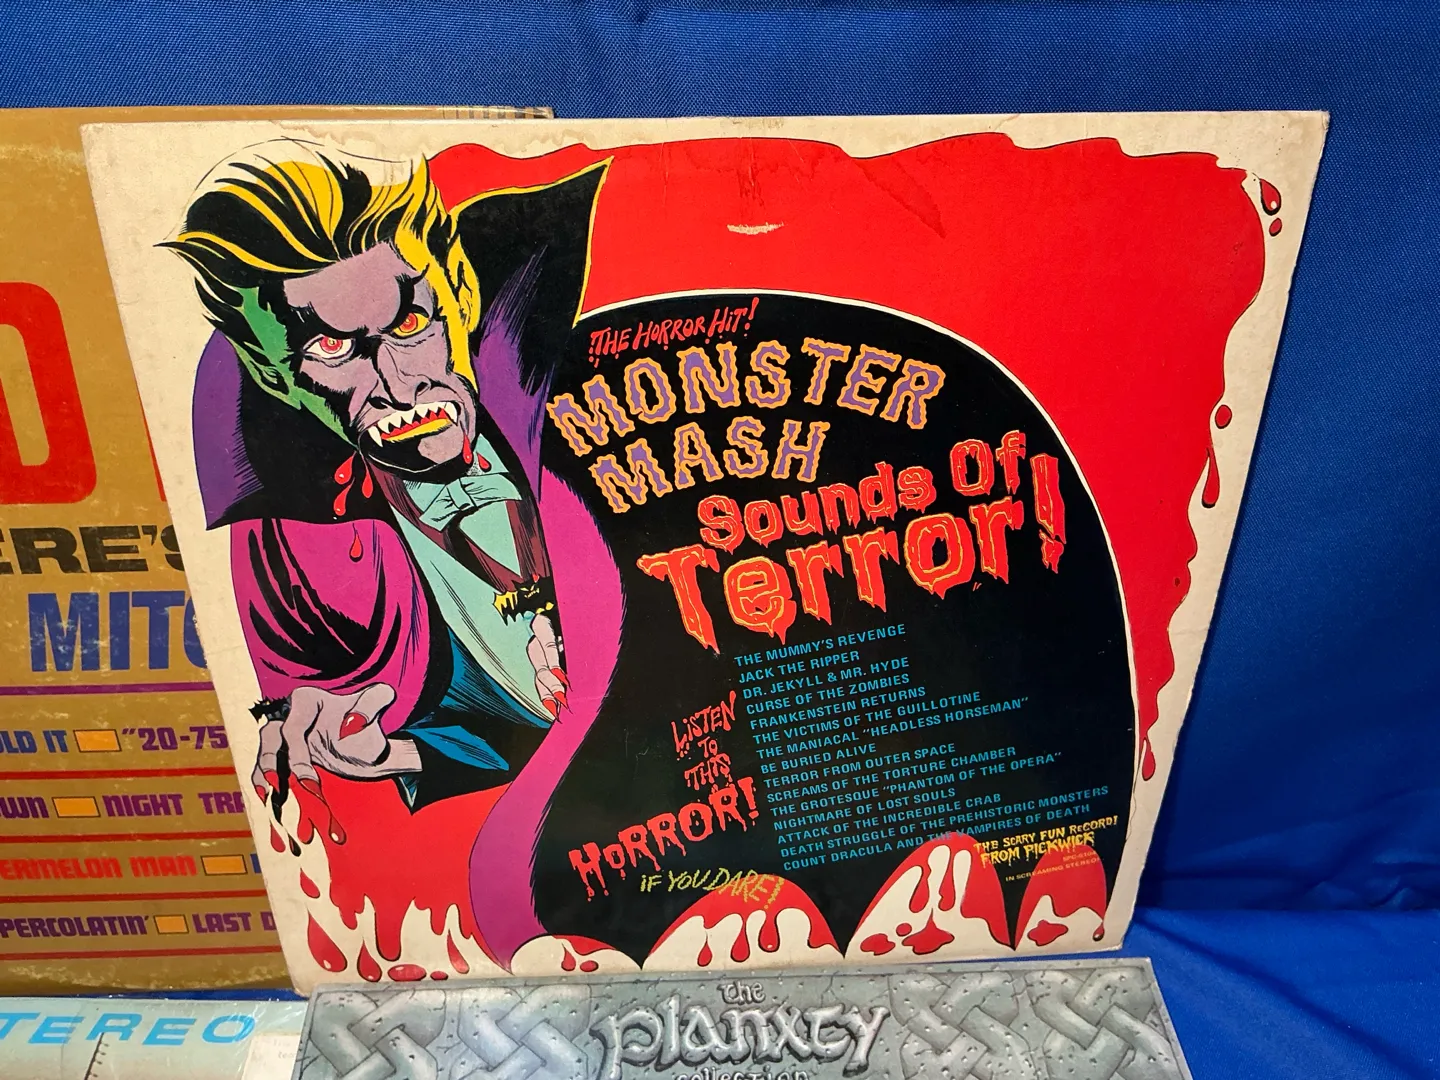 THE HORROR HIT!
MONSTER
MASH
Sounds Of
Terror!
THE MUMMY'S REVENGE
JACK THE RIPPER
DR. JEKYLL & MR. HYDE
CURSE OF THE ZOMBIES
FRANKENSTEIN RETURNS
THE VICTIMS OF THE GUILLOTINE
THE MANIACAL "HEADLESS HORSEMAN"
BE BURIED ALIVE
TERROR FROM OUTER SPACE
SCREAMS OF THE TORTURE CHAMBER
THE GROTESQUE "PHANTOM OF THE OPERA"
NIGHTMARE OF LOST SOULS
ATTACK OF THE INCREDIBLE CRAB
DEATH STRUGGLE OF THE PREHISTORIC MONSTERS
COUNT DRACULA AND THE VAMPIRES OF DEATH
LISTEN
TO
THIS
HORROR!
IF YOU DARE!
THE SCARY FUN RECORD!
FROM PICKWICK
IN SCREAMING STEREO!
ERE'S
MITC
ULD IT "20-75
OWN NIGHT TRA
ERMELON MAN
PERCOLATIN' LAST D
TEREO
the
planxty
collection